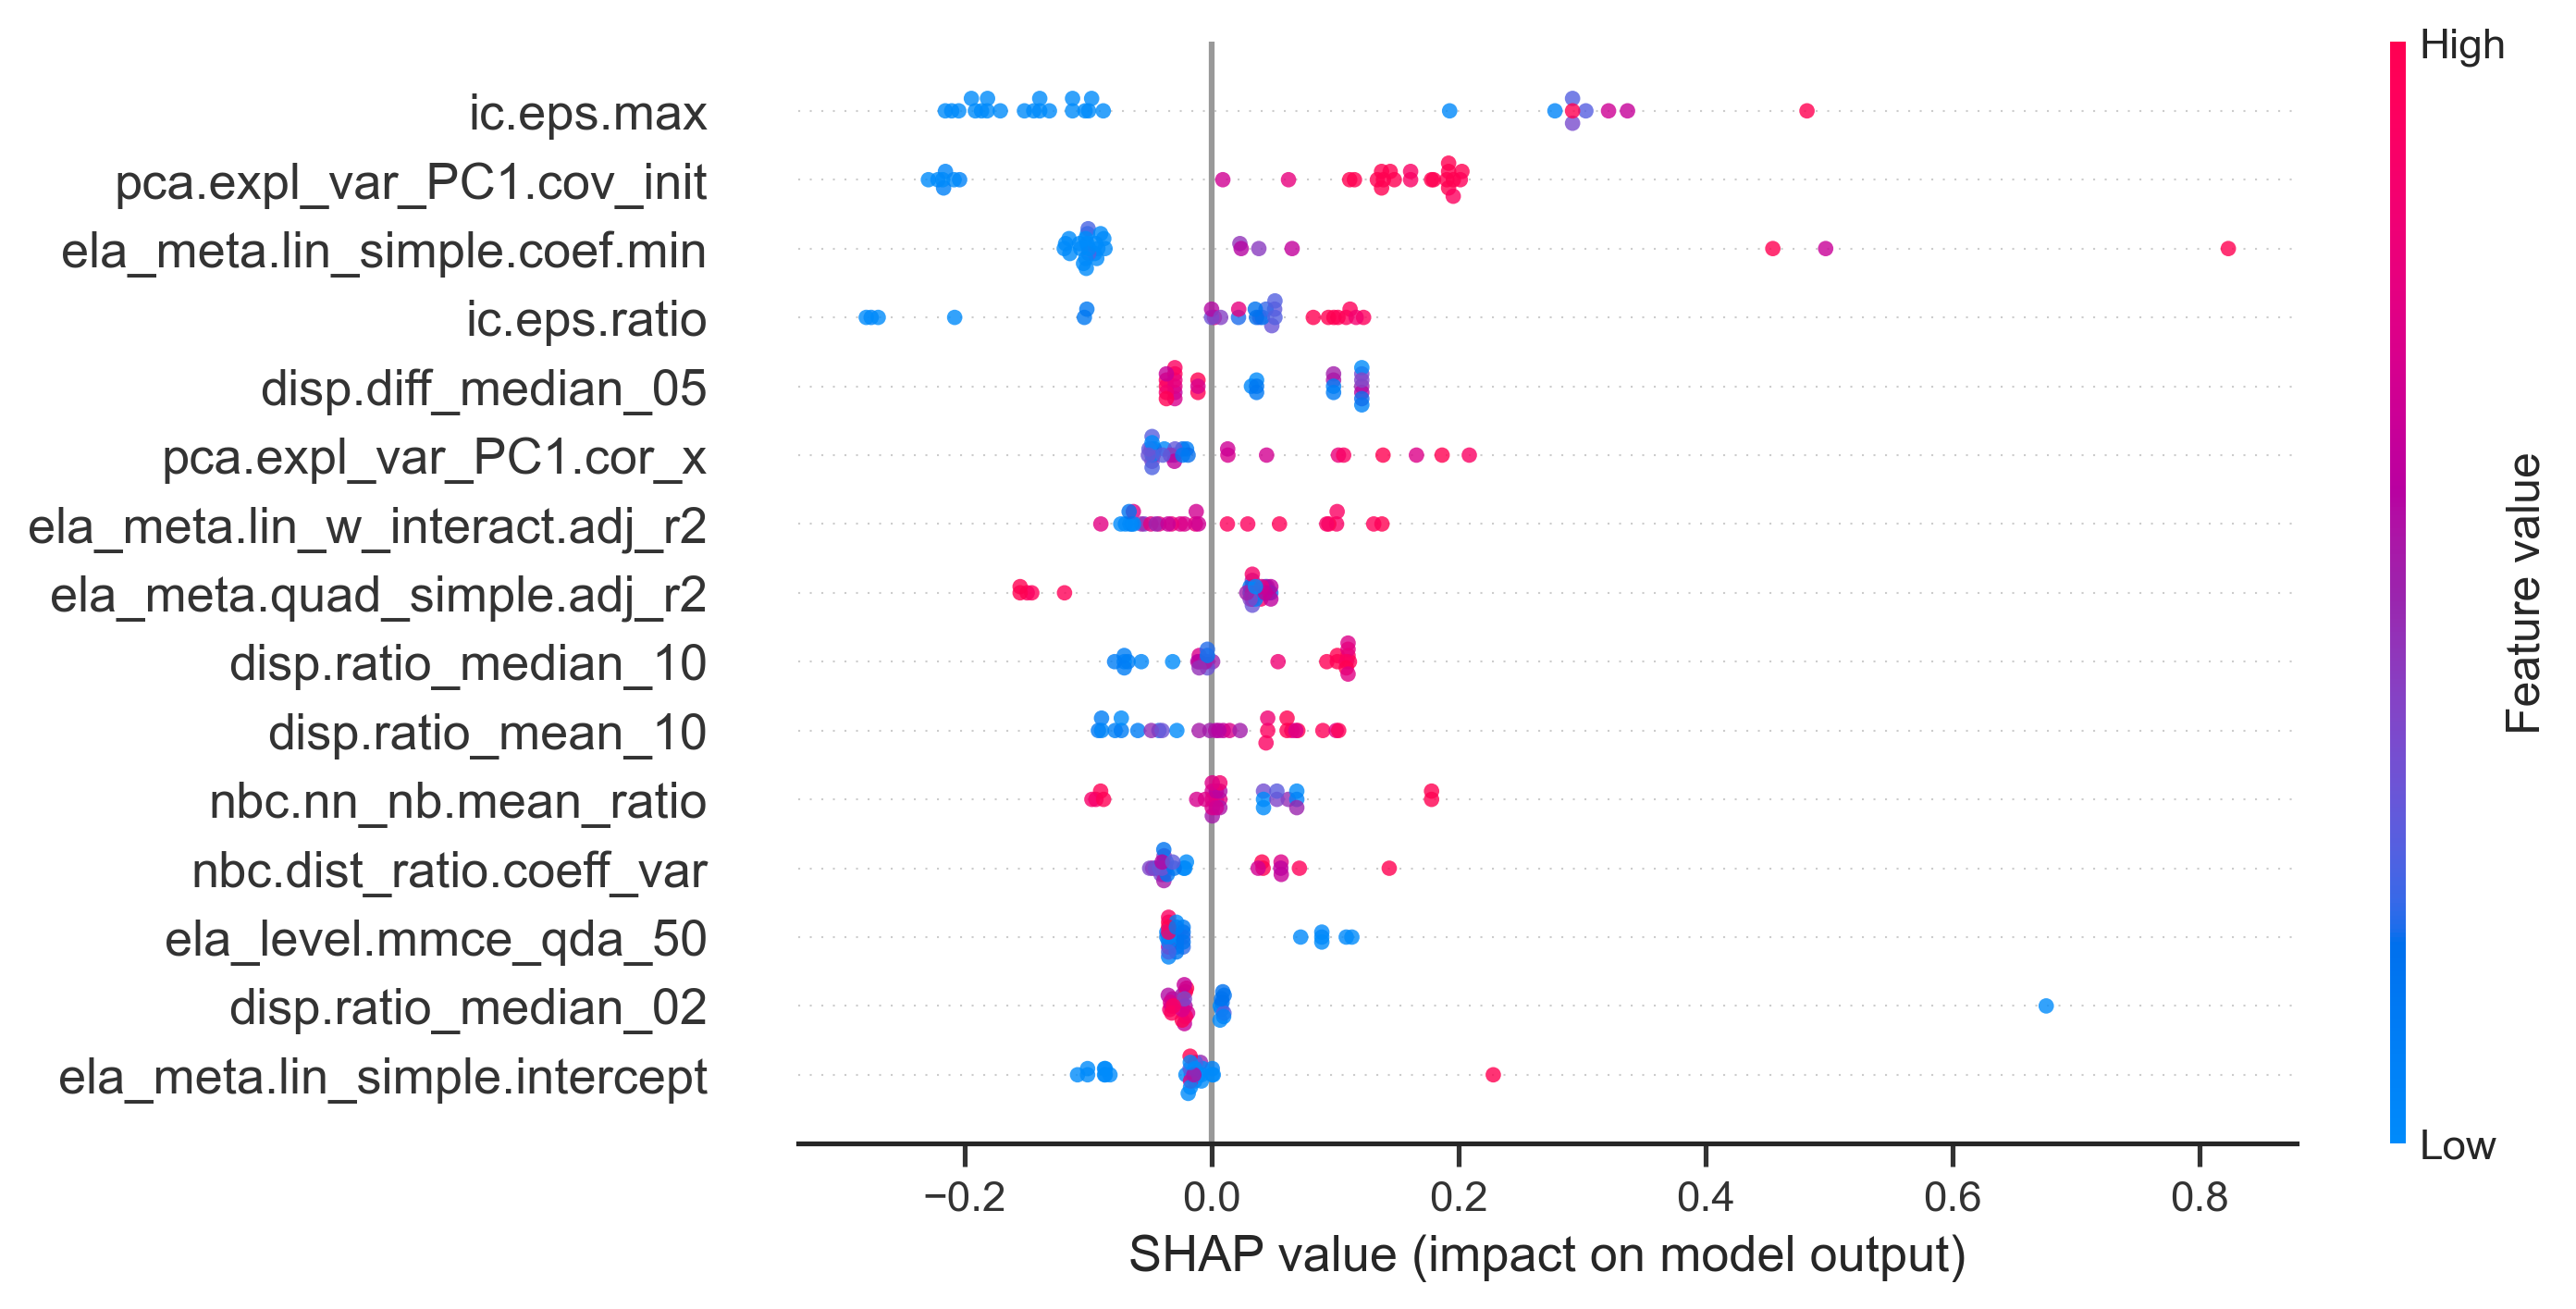 High
ic.eps.max
pca.expl_var_PC1.cov_init
ela_meta.lin_simple.coef.min
ic.eps.ratio
disp.diff_median_05
pca.expl_var_PC1.cor_x
ela_meta.lin_w_interact.adj_r2
ela_meta.quad_simple.adj_r2
disp.ratio_median_10
disp.ratio_mean_10
nbc.nn_nb.mean_ratio
nbc.dist_ratio.coeff_var
ela_level.mmce_qda_50
disp.ratio_median_02
ela_meta.lin_simple.intercept
Feature value
Low
−0.2 0.0 0.2 0.4 0.6 0.8
SHAP value (impact on model output)